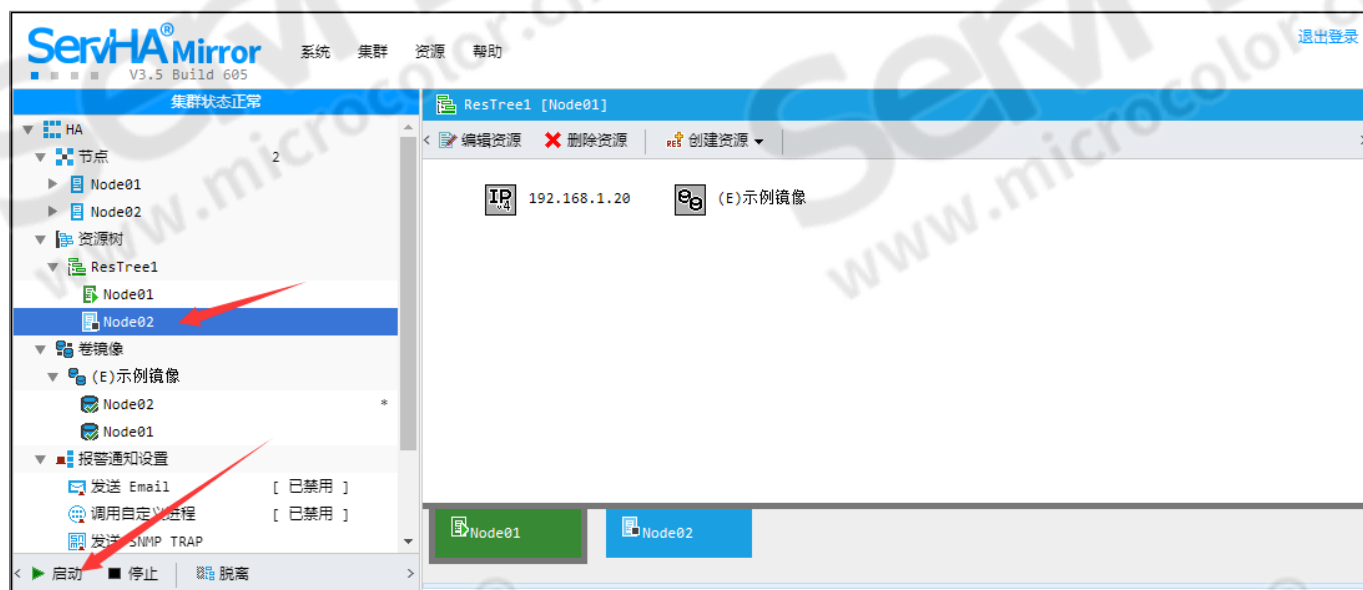 ServHA® Mirror
V3.5 Build 605
系统 集群 资源 帮助
退出登录
集群状态正常
HA
节点 2
Node01
Node02
资源树
ResTree1
Node01
Node02
卷镜像
(E)示例镜像
Node02 *
Node01
报警通知设置
发送 Email [ 已禁用 ]
调用自定义进程 [ 已禁用 ]
发送 SNMP TRAP
< 启动 停止 脱离 >
ResTree1 [Node01]
< 编辑资源 删除资源 RES 创建资源
IP v4 192.168.1.20 (E)示例镜像
Node01 Node02
www.microcolor.cn
www.microcolor